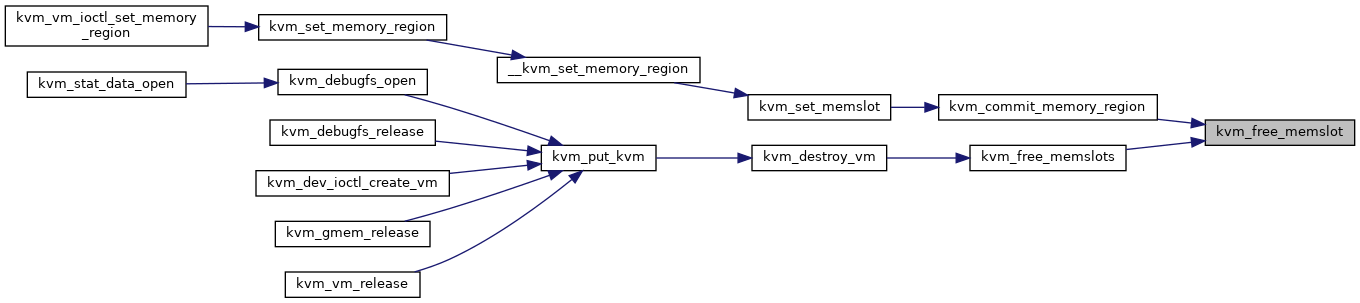 kvm_vm_ioctl_set_memory
_region
kvm_set_memory_region
__kvm_set_memory_region
kvm_stat_data_open
kvm_debugfs_open
kvm_set_memslot
kvm_commit_memory_region
kvm_free_memslot
kvm_debugfs_release
kvm_put_kvm
kvm_destroy_vm
kvm_free_memslots
kvm_dev_ioctl_create_vm
kvm_gmem_release
kvm_vm_release